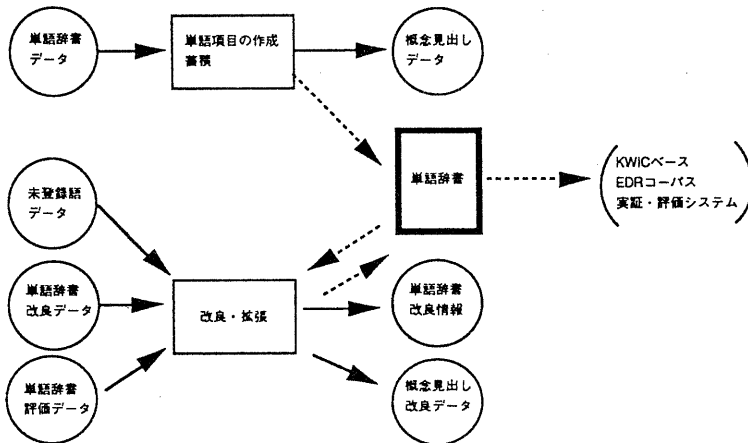 単語辞書
データ
単語項目の作成
蓄積
概念見出し
データ
単語辞書
KWICベース
EDRコーパス
実証・評価システム
未登録語
データ
単語辞書
改良データ
改良・拡張
単語辞書
改良情報
単語辞書
評価データ
概念見出し
改良データ